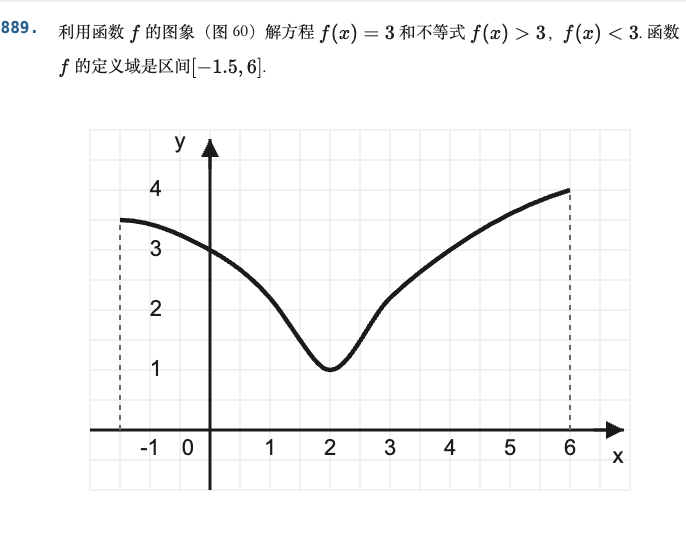 889. 利用函数 f 的图象（图 60）解方程 f(x) = 3 和不等式 f(x) > 3, f(x) < 3. 函数
f 的定义域是区间[−1.5, 6].
y
4
3
2
1
-1 0 1 2 3 4 5 6
x